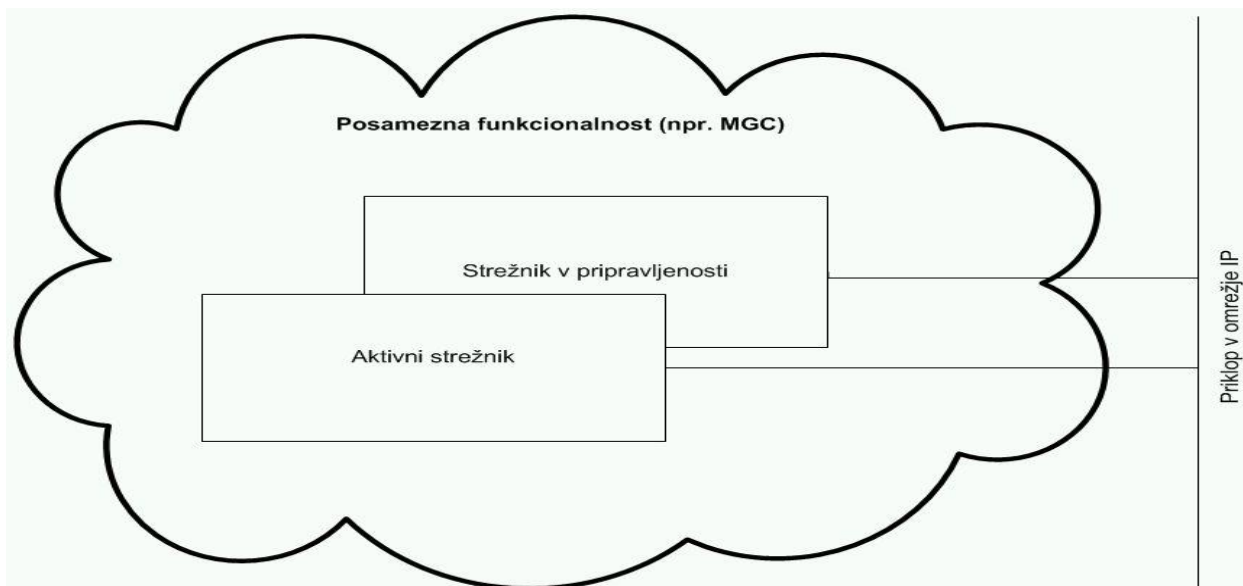 Posamezna funkcionalnost (npr. MGC)
Strežnik v pripravljenosti
Aktivni strežnik
Priklop v omrežje IP